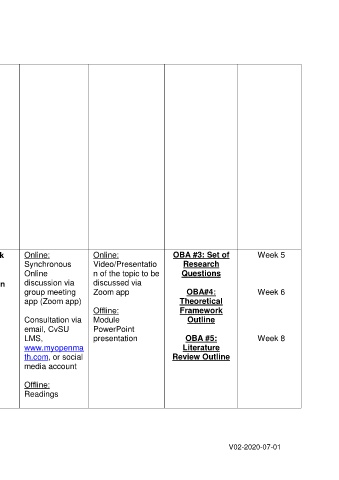 k
n
Online:
Synchronous
Online
discussion via
group meeting
app (Zoom app)
Consultation via
email, CvSU
LMS,
www.myopenma
th.com, or social
media account
Offline:
Readings
Online:
Video/Presentatio
n of the topic to be
discussed via
Zoom app
Offline:
Module
PowerPoint
presentation
OBA #3: Set of
Research
Questions
OBA#4:
Theoretical
Framework
Outline
OBA #5:
Literature
Review Outline
Week 5
Week 6
Week 8
V02-2020-07-01